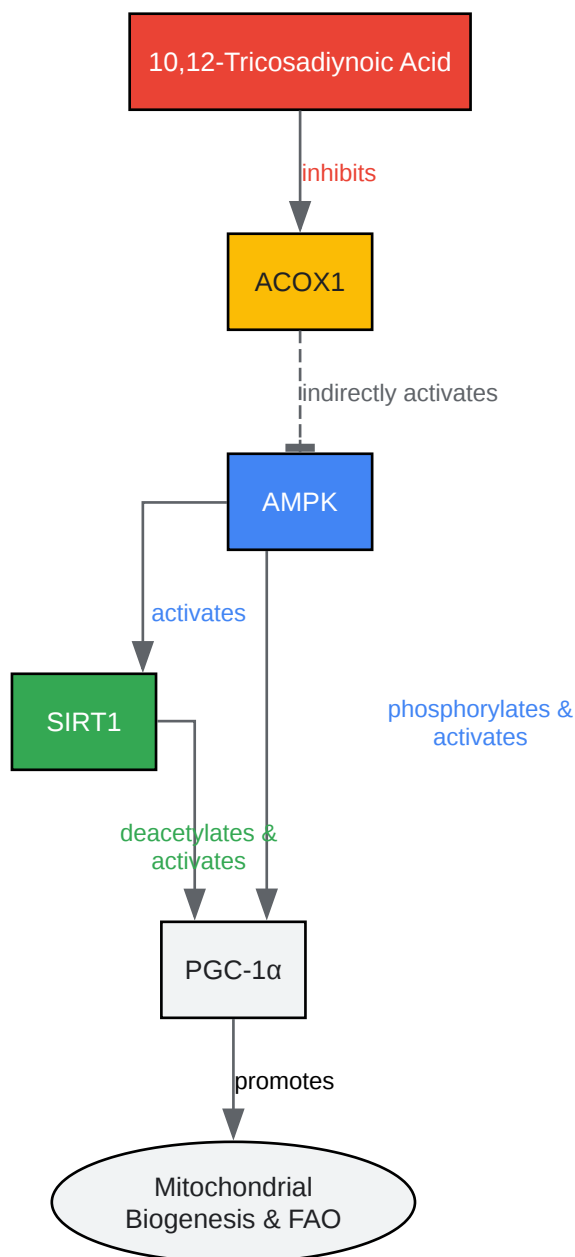 10,12-Tricosadiynoic Acid
inhibits
ACOX1
indirectly activates
AMPK
activates
SIRT1
phosphorylates &
activates
deacetylates &
activates
PGC-1α
promotes
Mitochondrial
Biogenesis & FAO